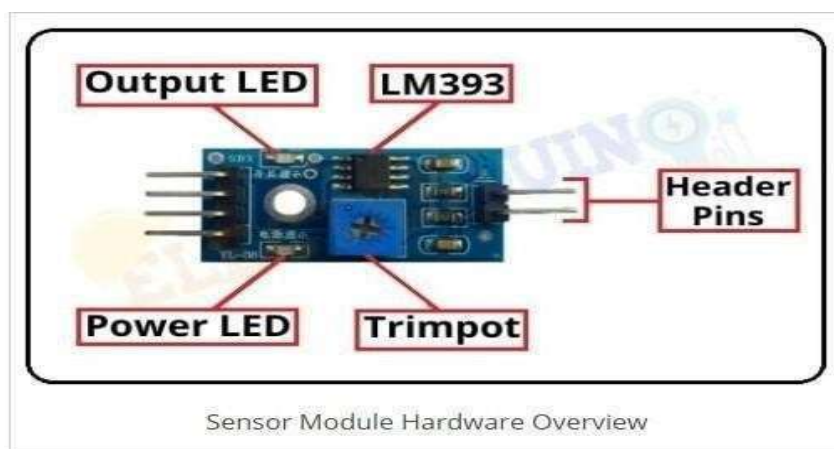 Output LED
LM393
Header
Pins
Power LED
Trimpot
Sensor Module Hardware Overview